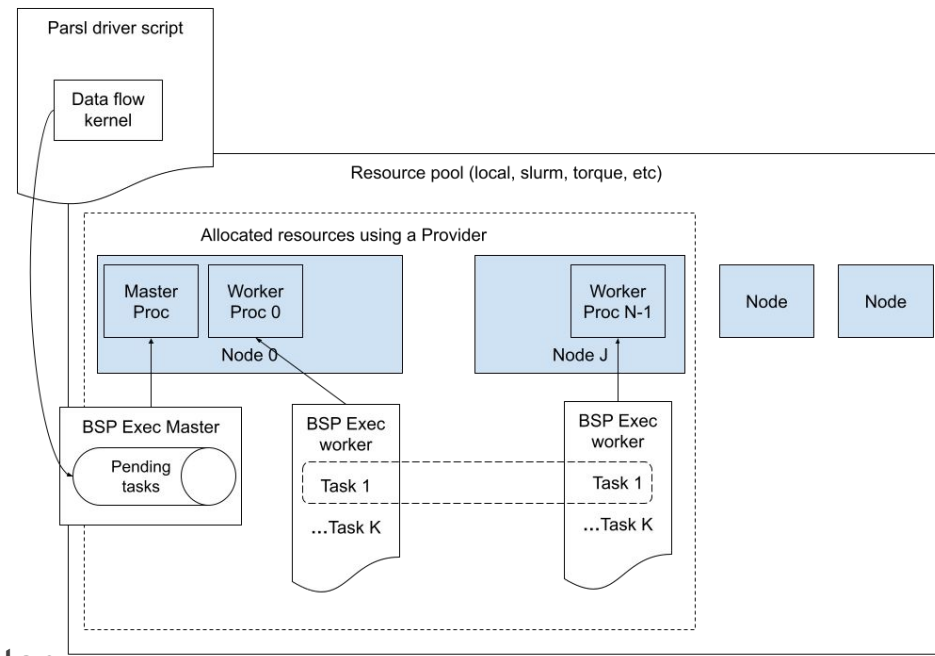 Parsl driver script
Data flow
kernel
Resource pool (local, slurm, torque, etc)
Allocated resources using a Provider
Master
Proc
Worker
Proc 0
Node 0
Worker
Proc N-1
Node J
Node
Node
BSP Exec Master
Pending
tasks
BSP Exec
worker
Task 1
...Task K
BSP Exec
worker
Task 1
...Task K